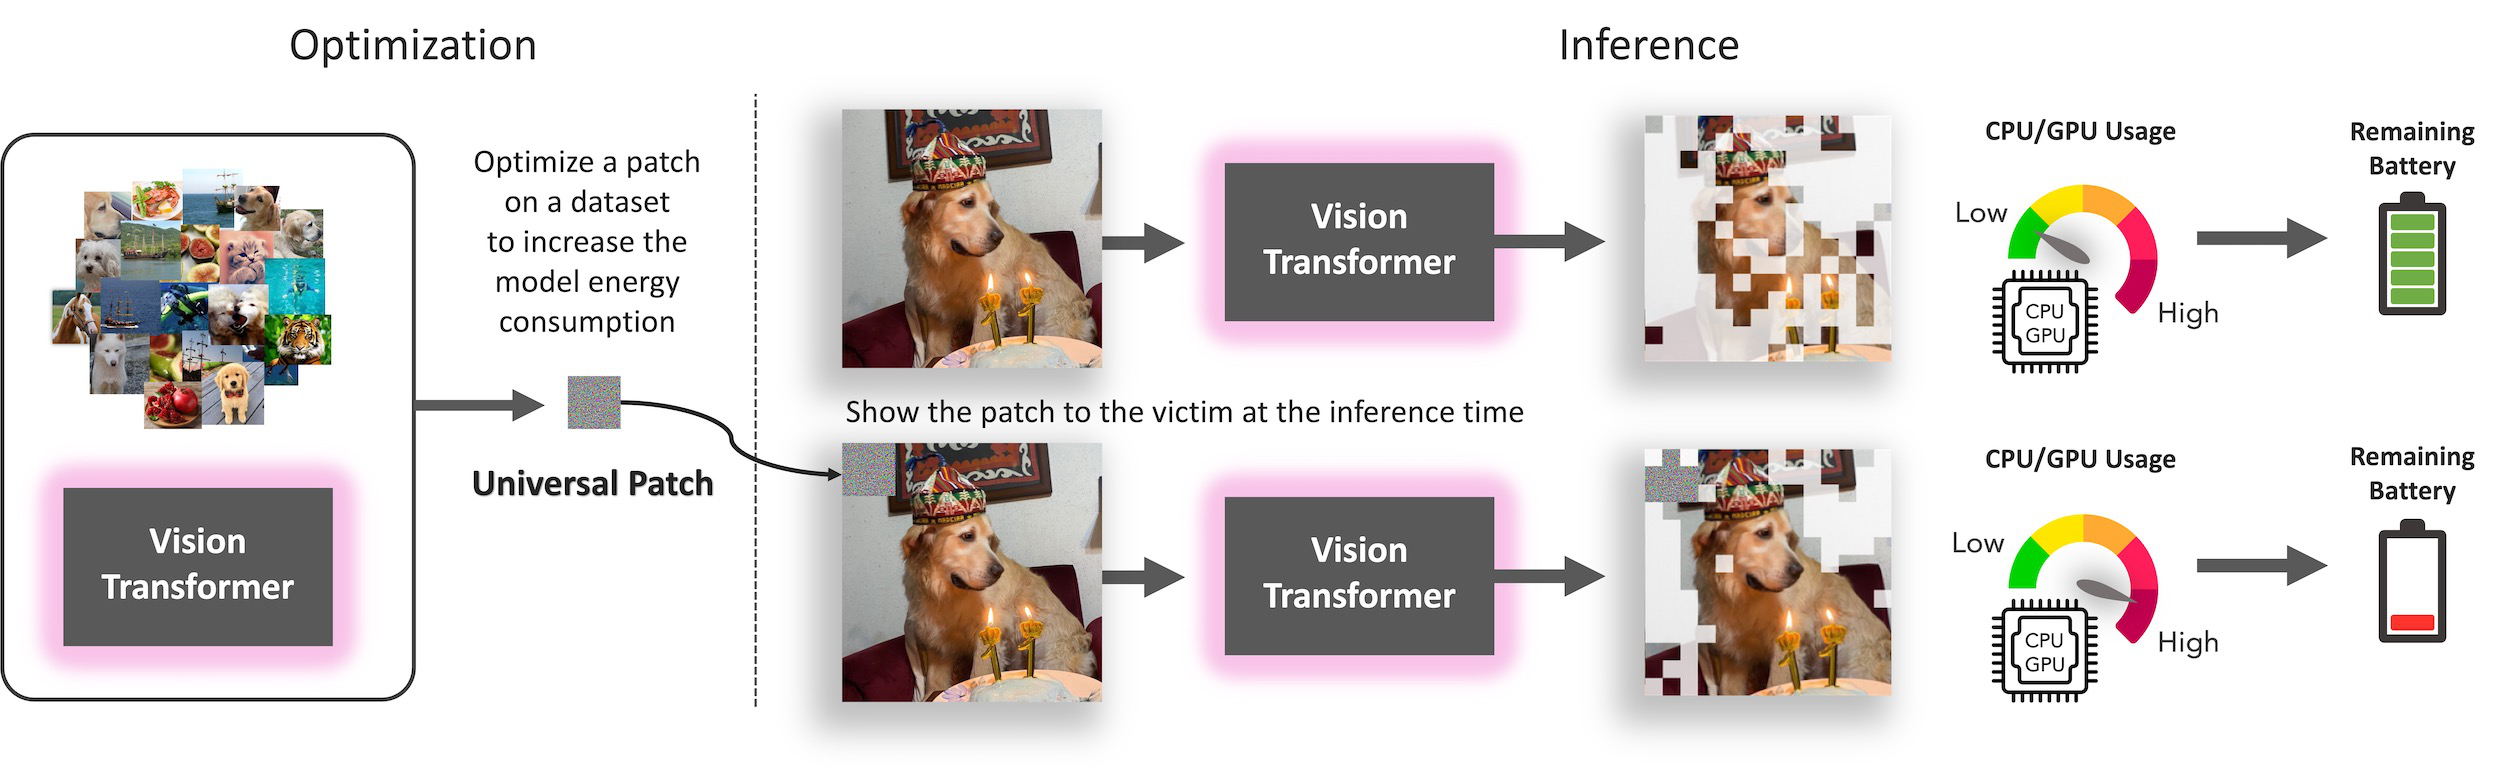 Optimization
Optimize a patch
on a dataset
to increase the
model energy
consumption
Universal Patch
Vision
Transformer
Inference
Vision
Transformer
CPU/GPU Usage
Low
High
CPU
GPU
Remaining
Battery
Show the patch to the victim at the inference time
Vision
Transformer
CPU/GPU Usage
Low
High
CPU
GPU
Remaining
Battery